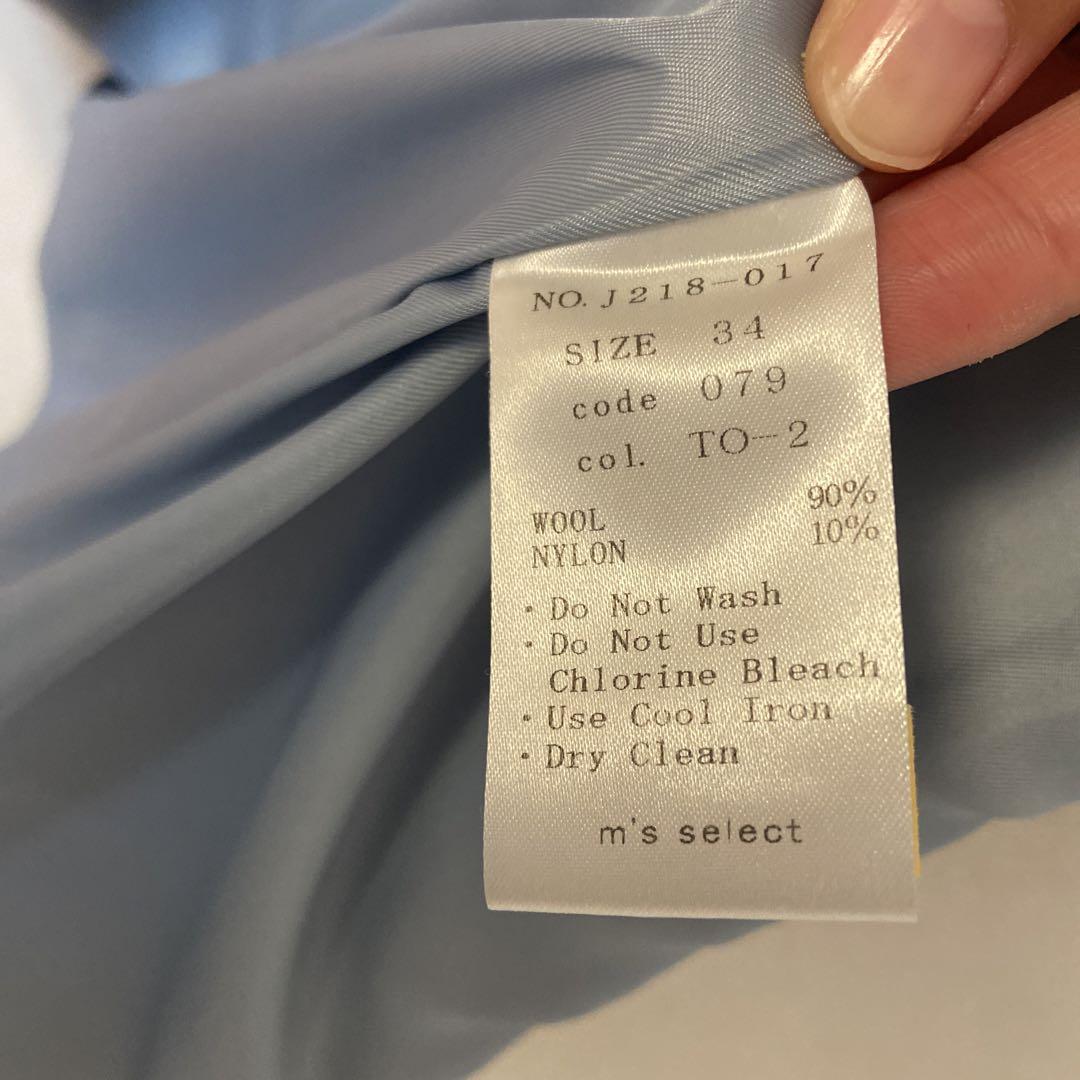 NO. J218-017
SIZE 34
code 079
col. TO-2
WOOL 90%
NYLON 10%
・Do Not Wash
・Do Not Use
Chlorine Bleach
・Use Cool Iron
・Dry Clean
m's select